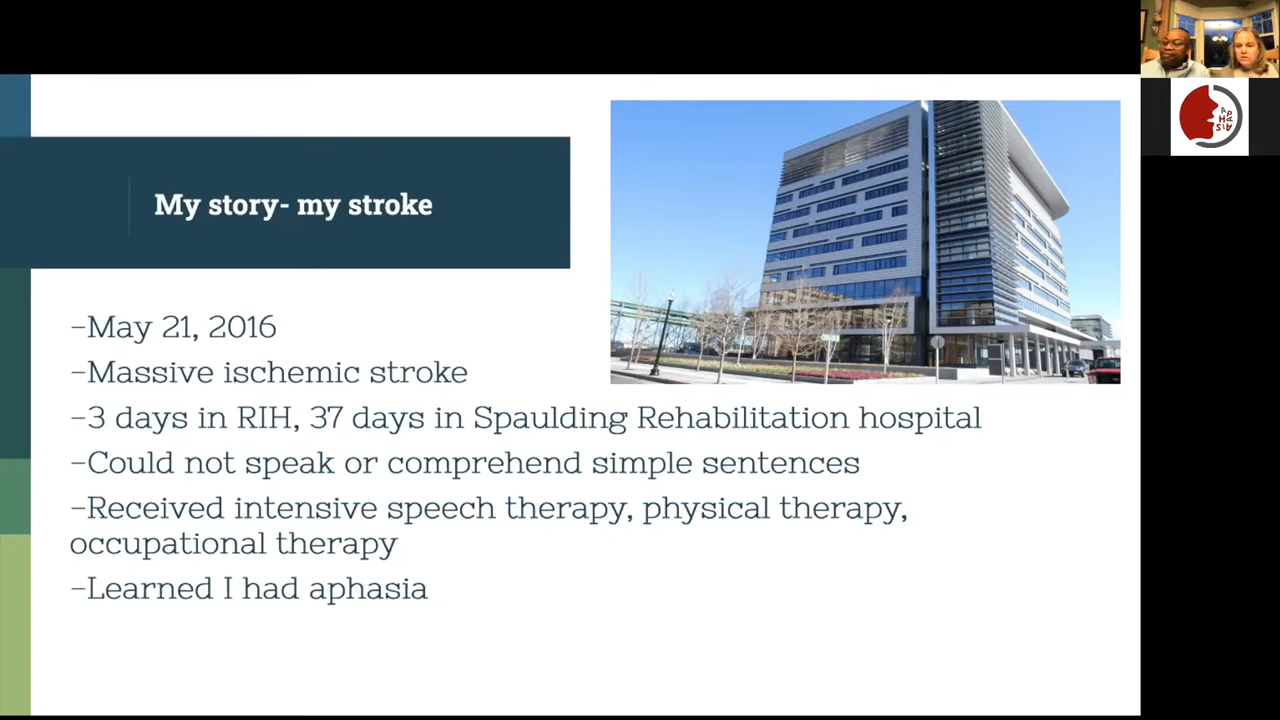 My story- my stroke
-May 21, 2016
-Massive ischemic stroke
-3 days in RIH, 37 days in Spaulding Rehabilitation hospital
-Could not speak or comprehend simple sentences
-Received intensive speech therapy, physical therapy,
occupational therapy
-Learned I had aphasia